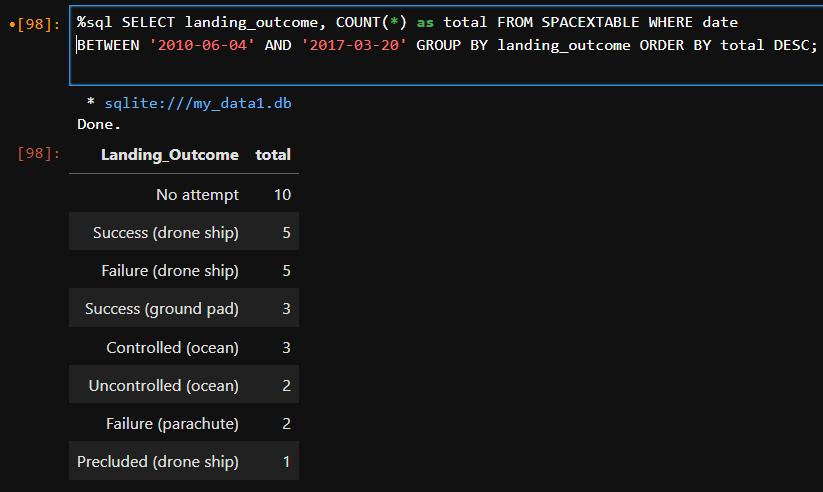 [98]: %sql SELECT landing_outcome, COUNT(*) as total FROM SPACEXTABLE WHERE date
BETWEEN '2010-06-04' AND '2017-03-20' GROUP BY landing_outcome ORDER BY total DESC;
* sqlite:///my_data1.db
Done.
[98]: Landing_Outcome total
No attempt 10
Success (drone ship) 5
Failure (drone ship) 5
Success (ground pad) 3
Controlled (ocean) 3
Uncontrolled (ocean) 2
Failure (parachute) 2
Precluded (drone ship) 1